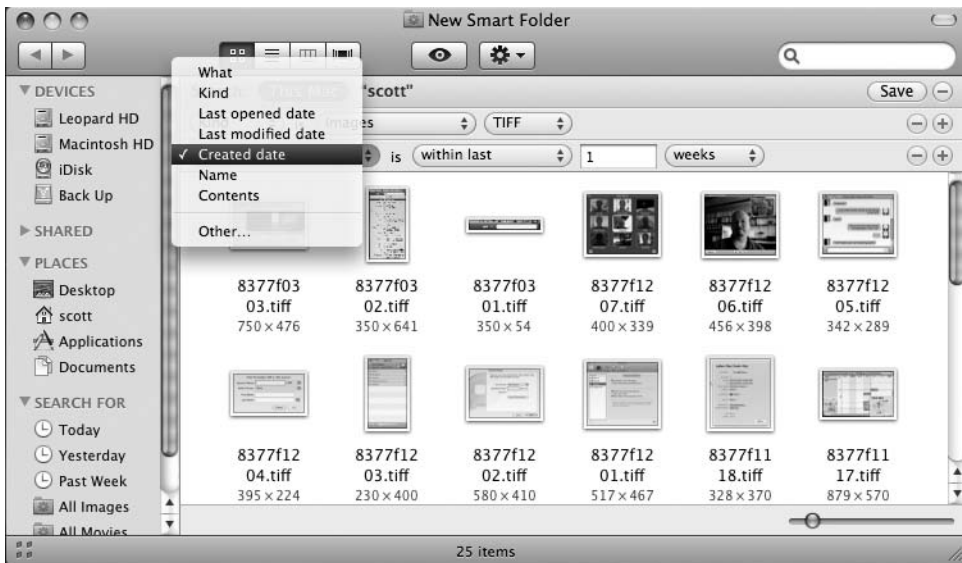 New Smart Folder
What
Kind
Last opened date
Last modified date
✓ Created date
Name
Contents
Other...
This Mac "scott"
Save
Images TIFF
is within last 1 weeks
DEVICES
Leopard HD
Macintosh HD
iDisk
Back Up
SHARED
PLACES
Desktop
scott
Applications
Documents
SEARCH FOR
Today
Yesterday
Past Week
All Images
All Movies
8377f03
03.tiff
750 × 476
8377f03
02.tiff
350 × 641
8377f03
01.tiff
350 × 54
8377f12
07.tiff
400 × 339
8377f12
06.tiff
456 × 398
8377f12
05.tiff
342 × 289
8377f12
04.tiff
395 × 224
8377f12
03.tiff
230 × 400
8377f12
02.tiff
580 × 410
8377f12
01.tiff
517 × 467
8377f11
18.tiff
328 × 370
8377f11
17.tiff
879 × 570
25 items